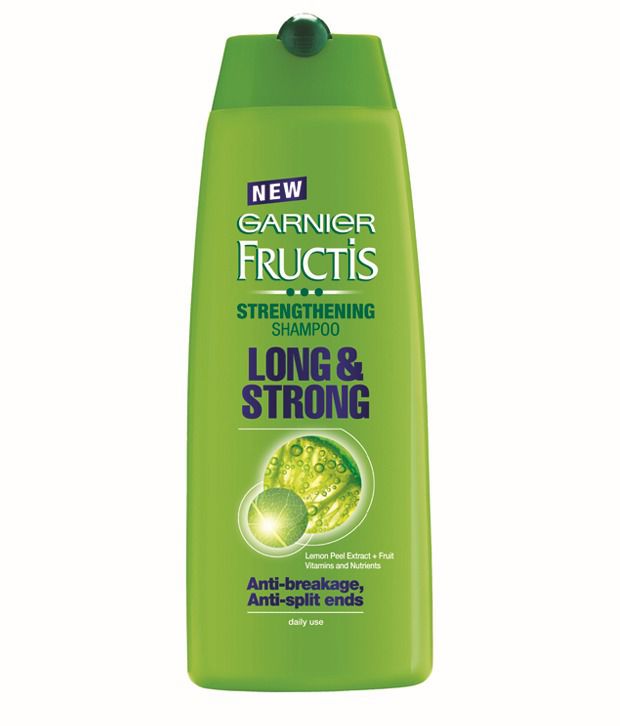 NEW
GARNIER
FRUCTIS
STRENGTHENING
SHAMPOO
LONG &
STRONG
Lemon Peel Extract + Fruit
Vitamins and Nutrients
Anti-breakage,
Anti-split ends
daily use